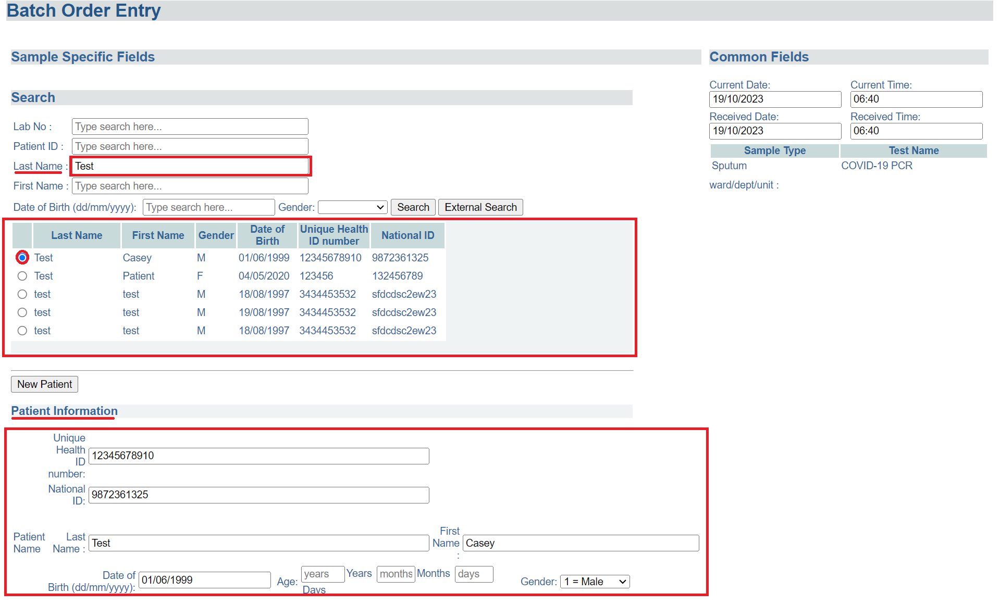 Batch Order Entry
Sample Specific Fields
Search
Lab No : Type search here...
Patient ID : Type search here...
Last Name : Test
First Name : Type search here...
Date of Birth (dd/mm/yyyy): Type search here... Gender: Search External Search
Last Name First Name Gender Date of Birth Unique Health ID number National ID
Test Casey M 01/06/1999 12345678910 9872361325
Test Patient F 04/05/2020 123456 132456789
test test M 18/08/1997 3434453532 sfdcdsc2ew23
test test M 19/08/1997 3434453532 sfdcdsc2ew23
test test M 18/08/1997 3434453532 sfdcdsc2ew23
New Patient
Patient Information
Unique Health ID number: 12345678910
National ID: 9872361325
Patient Name Last Name : Test First Name : Casey
Date of Birth (dd/mm/yyyy): 01/06/1999 Age: years Years months Months days Days Gender: 1 = Male
Common Fields
Current Date: Current Time:
19/10/2023 06:40
Received Date: Received Time:
19/10/2023 06:40
Sample Type Test Name
Sputum COVID-19 PCR
ward/dept/unit :